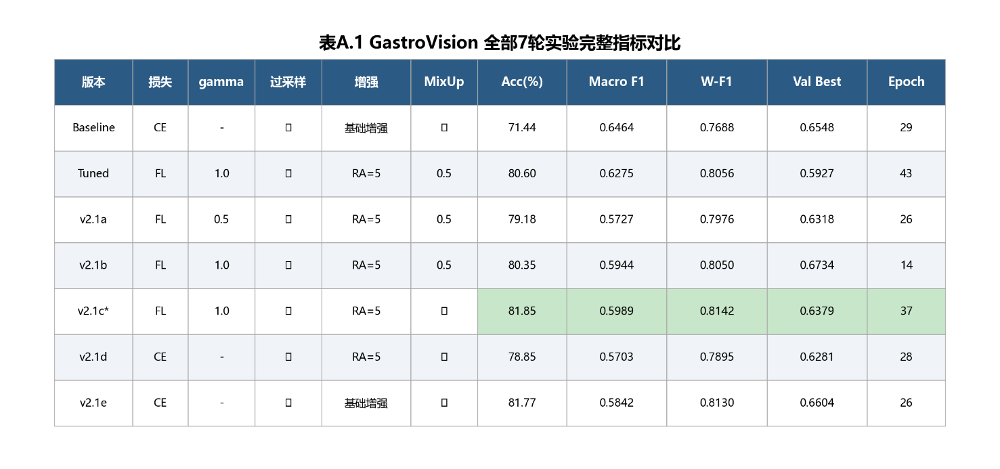 表A.1 GastroVision 全部7轮实验完整指标对比
版本 损失 gamma 过采样 增强 MixUp Acc(%) Macro F1 W-F1 Val Best Epoch
Baseline CE - 基础增强 71.44 0.6464 0.7688 0.6548 29
Tuned FL 1.0 RA=5 0.5 80.60 0.6275 0.8056 0.5927 43
v2.1a FL 0.5 RA=5 0.5 79.18 0.5727 0.7976 0.6318 26
v2.1b FL 1.0 RA=5 0.5 80.35 0.5944 0.8050 0.6734 14
v2.1c* FL 1.0 RA=5 81.85 0.5989 0.8142 0.6379 37
v2.1d CE - RA=5 78.85 0.5703 0.7895 0.6281 28
v2.1e CE - 基础增强 81.77 0.5842 0.8130 0.6604 26